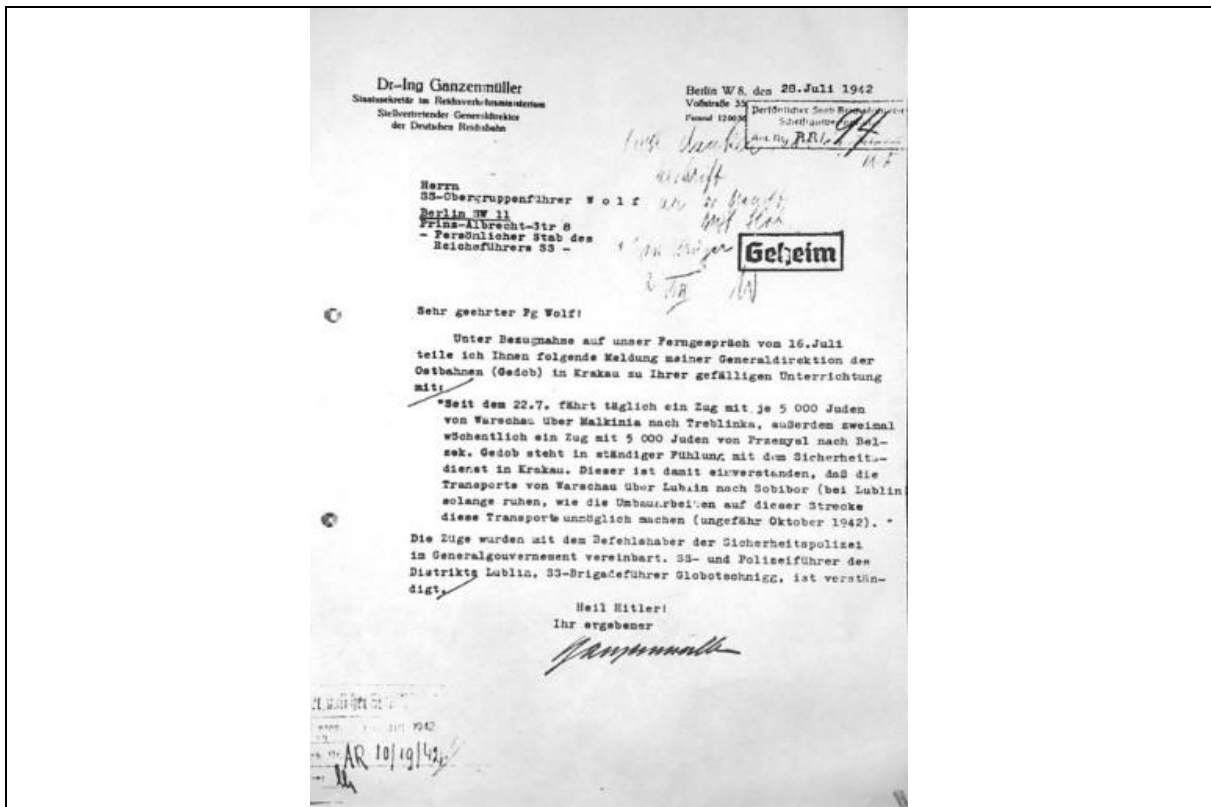 Dr-Ing Ganzenmüller
Staatssekretär im Reichsverkehrsministerium
Stellvertretender Generaldirektor
der Deutschen Reichsbahn
Berlin W 8, den 28.Juli 1942
Voßstraße 35
Geheim
Herrn
SS-Obergruppenführer W o l f
Berlin SW 11
Prinz-Albrecht-Str 8
- Persönlicher Stab des
Reichsführers SS -
Sehr geehrter Pg Wolf!
Unter Bezugnahme auf unser Ferngespräch vom 16.Juli
teile ich Ihnen folgende Meldung meiner Generaldirektion der
Ostbahnen (Gedob) in Krakau zu Ihrer gefälligen Unterrichtung
mit:
"Seit dem 22.7. fährt täglich ein Zug mit je 5 000 Juden
von Warschau über Malkinia nach Treblinka, außerdem zweimal
wöchentlich ein Zug mit 5 000 Juden von Przemysl nach Bel-
zek. Gedob steht in ständiger Fühlung mit dem Sicherheits-
dienst in Krakau. Dieser ist damit einverstanden, daß die
Transporte von Warschau über Lublin nach Sobibor (bei Lublin)
solange ruhen, wie die Umbauarbeiten auf dieser Strecke
diese Transporte unmöglich machen (ungefähr Oktober 1942). "
Die Züge wurden mit dem Befehlshaber der Sicherheitspolizei
im Generalgouvernement vereinbart. SS- und Polizeiführer des
Distrikts Lublin, SS-Brigadeführer Globotschnigg, ist verstän-
digt.
Heil Hitler!
Ihr ergebener
Ganzenmüller
1942
AR 10/19/42